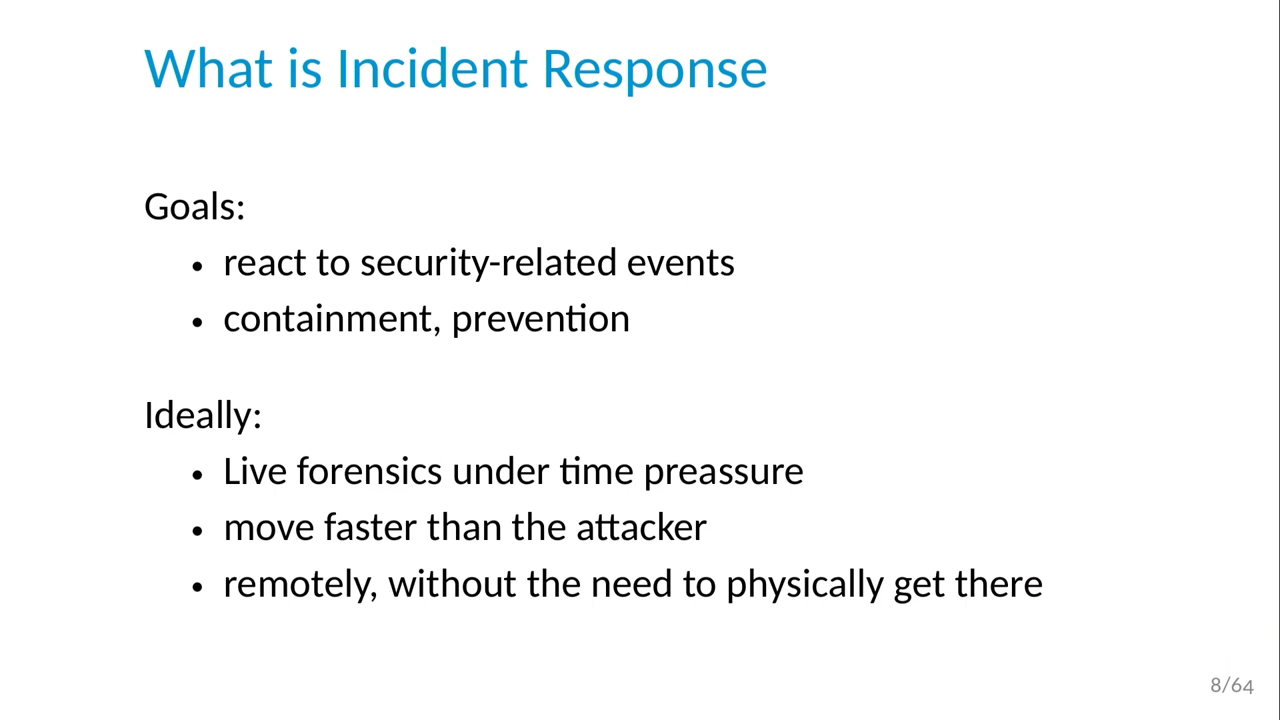 What is Incident Response
Goals:
• react to security-related events
• containment, prevention
Ideally:
• Live forensics under time preassure
• move faster than the attacker
• remotely, without the need to physically get there
8/64